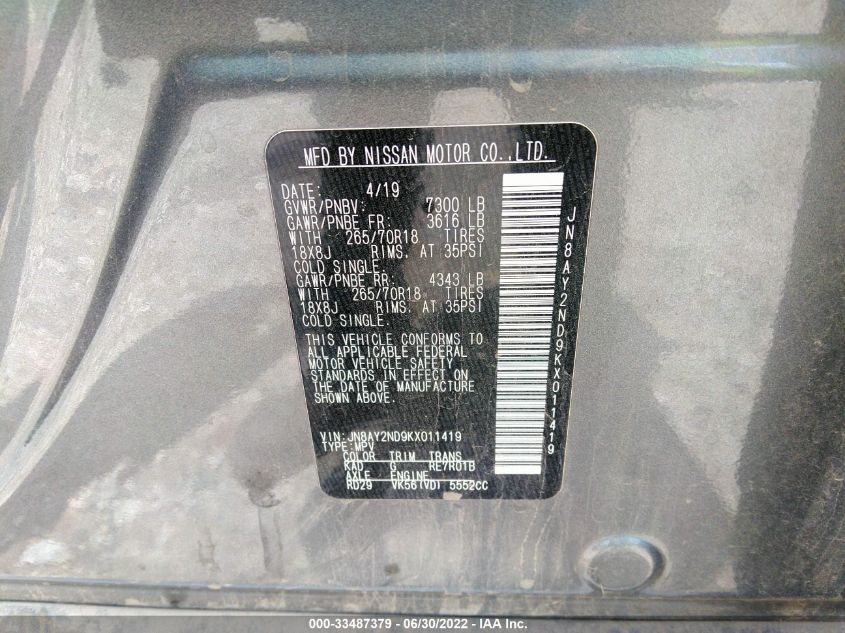 MFD BY NISSAN MOTOR CO.,LTD.
DATE: 4/19
GVWR/PNBV: 7300 LB
GAWR/PNBE FR: 3616 LB
WITH 265/70R18 TIRES
18X8J RIMS, AT 35PSI
COLD SINGLE.
GAWR/PNBE RR: 4343 LB
WITH 265/70R18 TIRES
18X8J RIMS, AT 35PSI
COLD SINGLE.
THIS VEHICLE CONFORMS TO
ALL APPLICABLE FEDERAL
MOTOR VEHICLE SAFETY
STANDARDS IN EFFECT ON
THE DATE OF MANUFACTURE
SHOWN ABOVE.
VIN:JN8AY2ND9KX011419
TYPE:MPV
COLOR TRIM TRANS
KAD G RE7R01B
AXLE ENGINE
RD29 VK56(VD) 5552CC
JN8AY2ND9KX011419
000-33487379 - 06/30/2022 - IAA Inc.